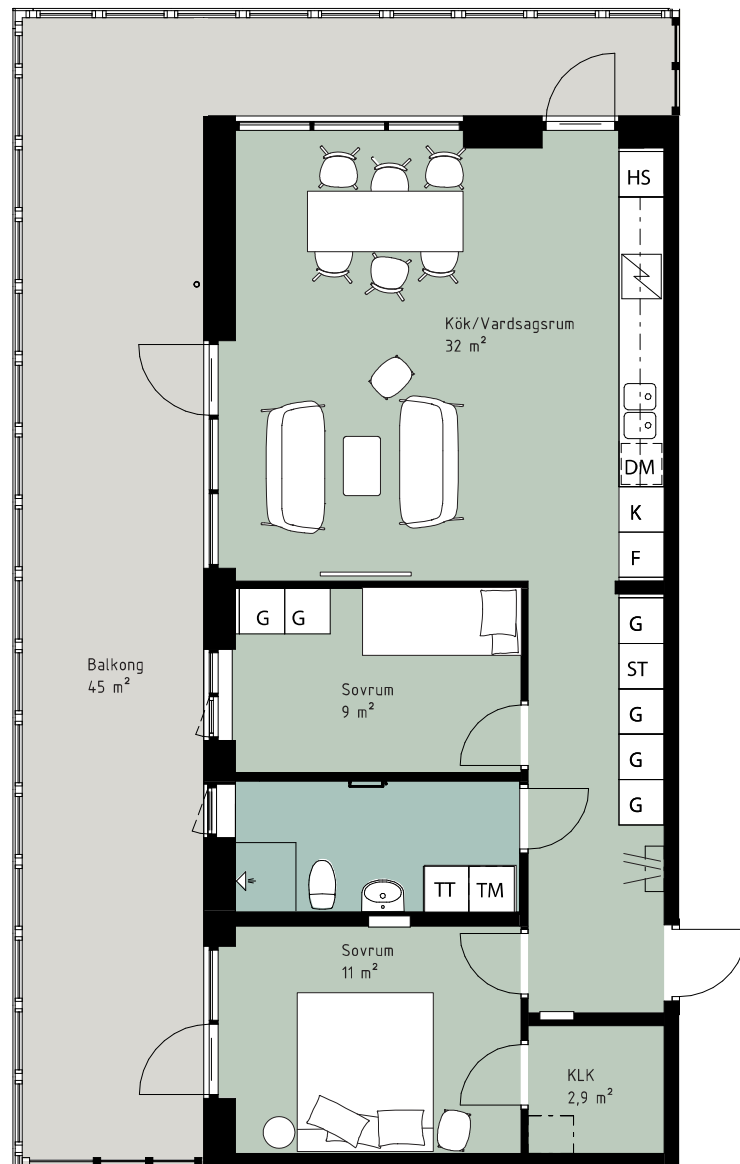 HS
Kök/Vardsagsrum
32 m²
DM
K
F
G
G
G
ST
Balkong
45 m²
Sovrum
9 m²
G
G
G
TT
TM
Sovrum
11 m²
KLK
2,9 m²